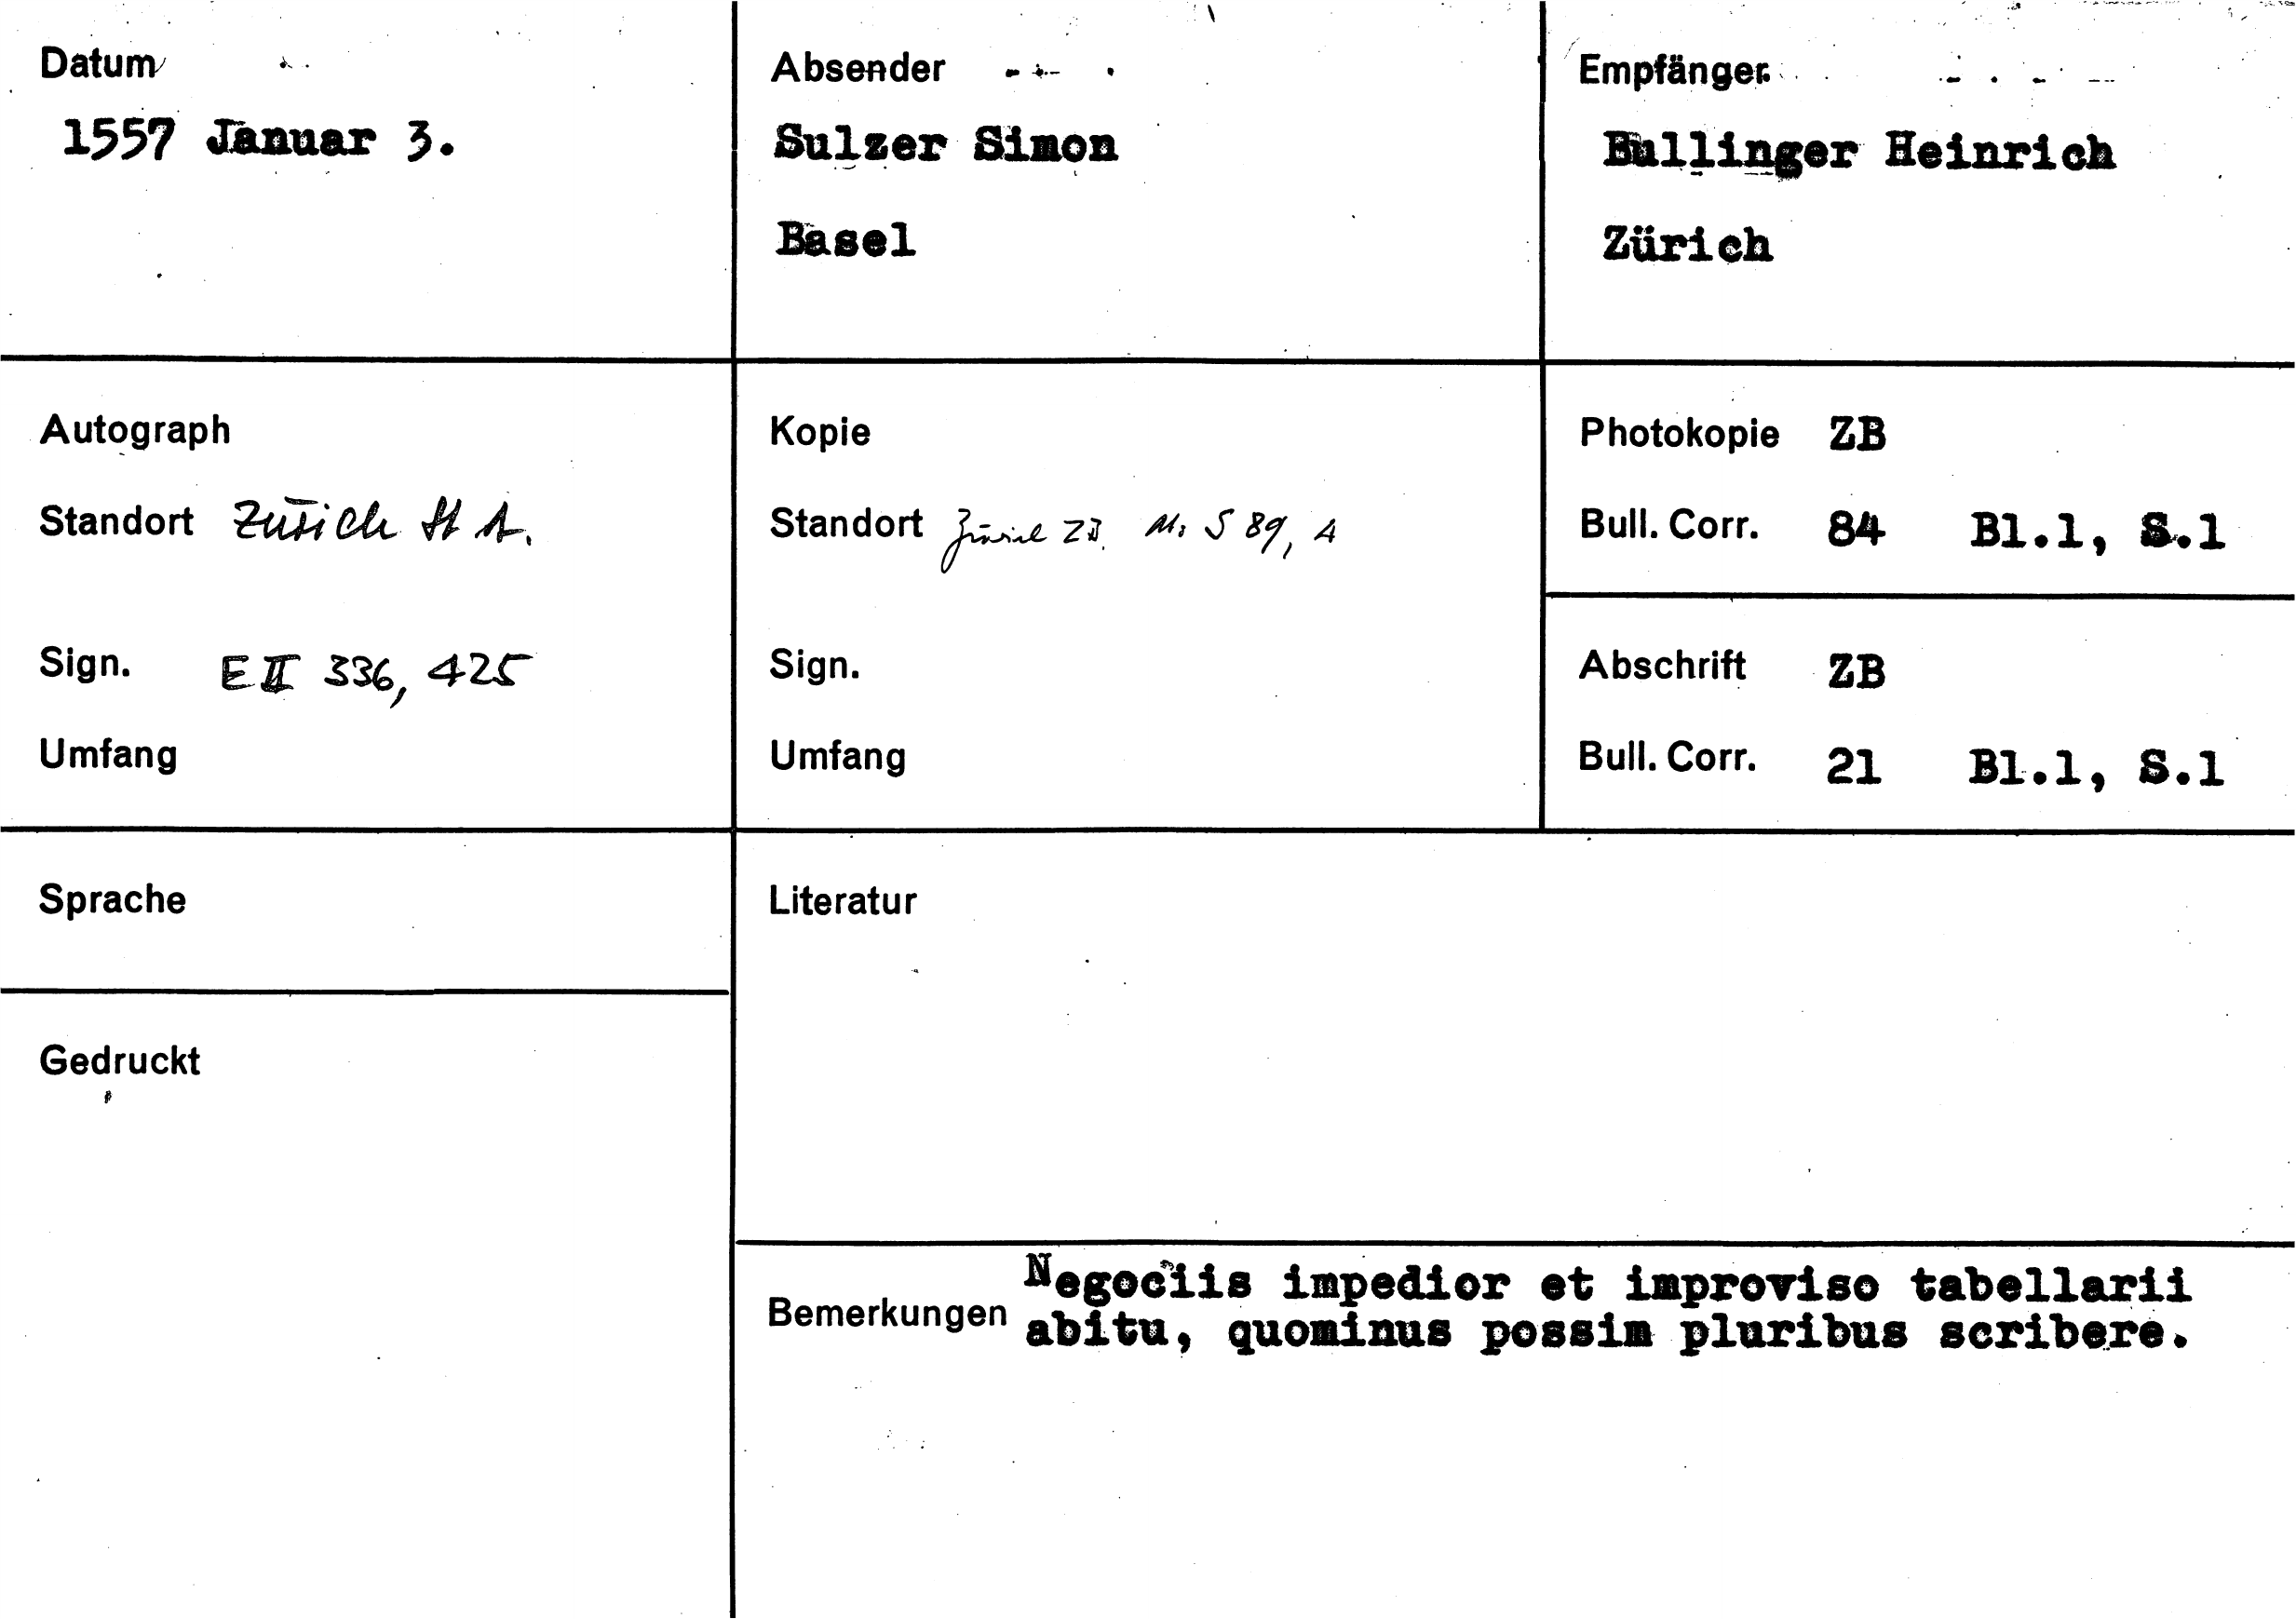 Datum
1557 Januar 3.
Absender
Sulzer Simon
Basel
Empfänger
Bullinger Heinrich
Zürich
Autograph
Standort Zürich St A.
Sign. E II 336, 425
Umfang
Kopie
Standort Zürich ZB. Ms S 89, 4
Sign.
Umfang
Photokopie ZB
Bull. Corr. 84 Bl.1, S.1
Abschrift ZB
Bull. Corr. 21 Bl.1, S.1
Sprache
Gedruckt
Literatur
Bemerkungen
Negociis impedior et improviso tabellarii
abitu, quominus possim pluribus scribere.